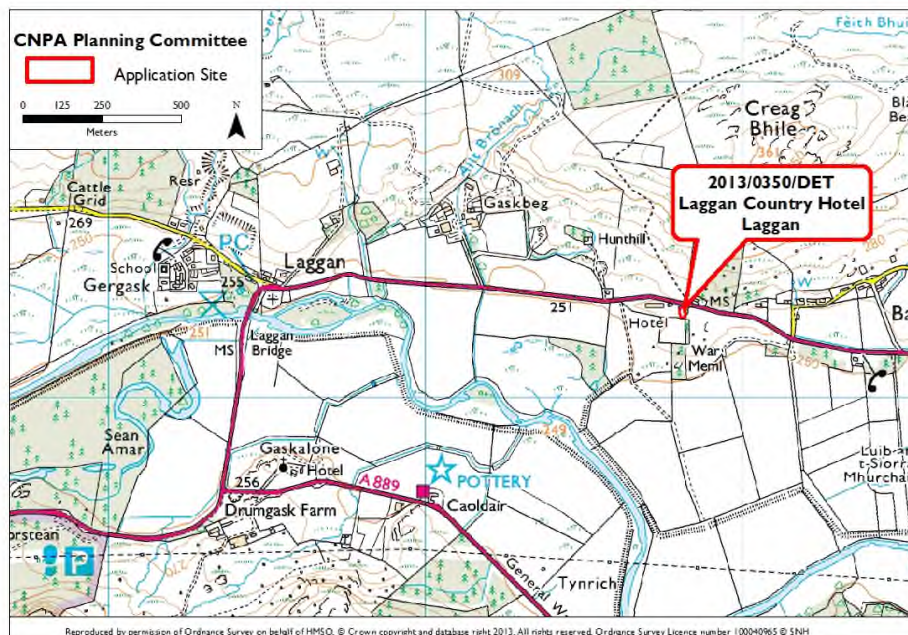 CNPA Planning Committee
Application Site
0 125 250 500
Meters
N
309
Creag
Bhile
361
2013/0350/DET
Laggan Country Hotel
Laggan
Allt Bronach
Gaskbeg
Hunthill
Cattle
Grid
Resr
269
250
PC
School
Gergask
255
Laggan
251
MS
Laggan
Bridge
251
MS
Hotel
War
Meml
280
W
W
249
Sean
Amar
Gaskalone
Hotel
256
Drumgask Farm
A 889
POTTERY
Caoldair
270
P
General W
Tynrich
Reproduced by permission of Ordnance Survey on behalf of HMSO. © Crown copyright and database right 2013. All rights reserved. Ordnance Survey Licence number 100040965 © SNH